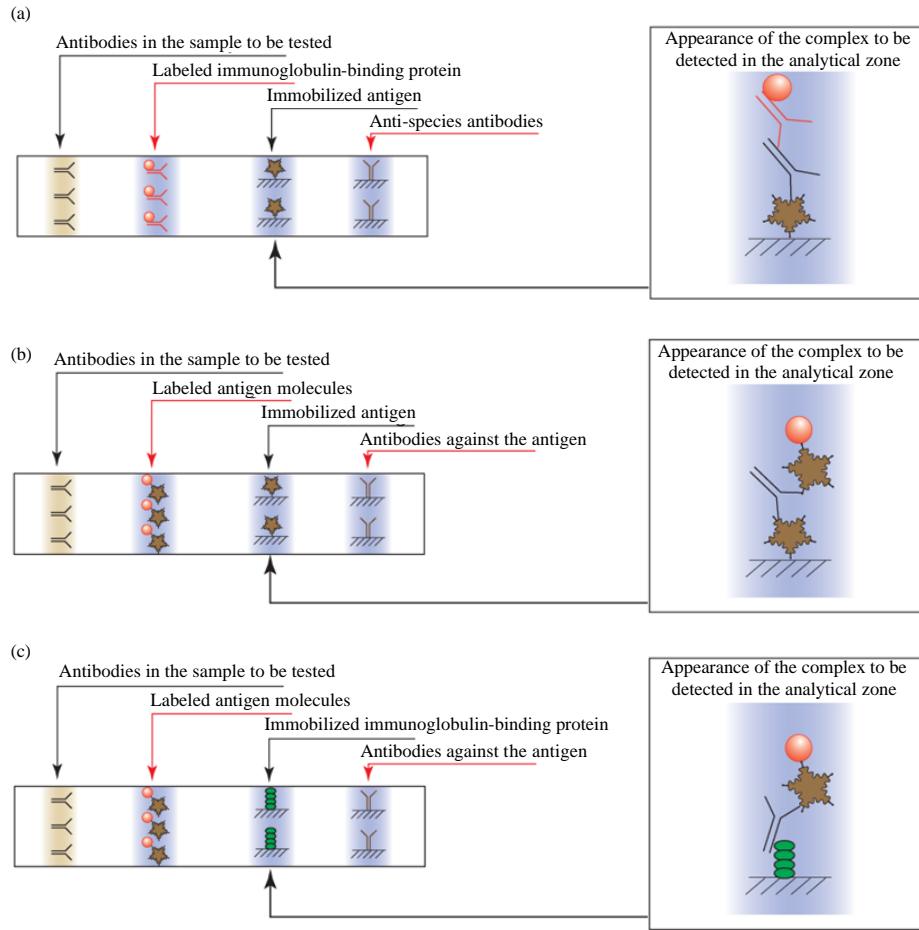 (a)
Antibodies in the sample to be tested
Labeled immunoglobulin-binding protein
Immobilized antigen
Anti-species antibodies
Appearance of the complex to be
detected in the analytical zone
(b)
Antibodies in the sample to be tested
Labeled antigen molecules
Immobilized antigen
Antibodies against the antigen
Appearance of the complex to be
detected in the analytical zone
(c)
Antibodies in the sample to be tested
Labeled antigen molecules
Immobilized immunoglobulin-binding protein
Antibodies against the antigen
Appearance of the complex to be
detected in the analytical zone